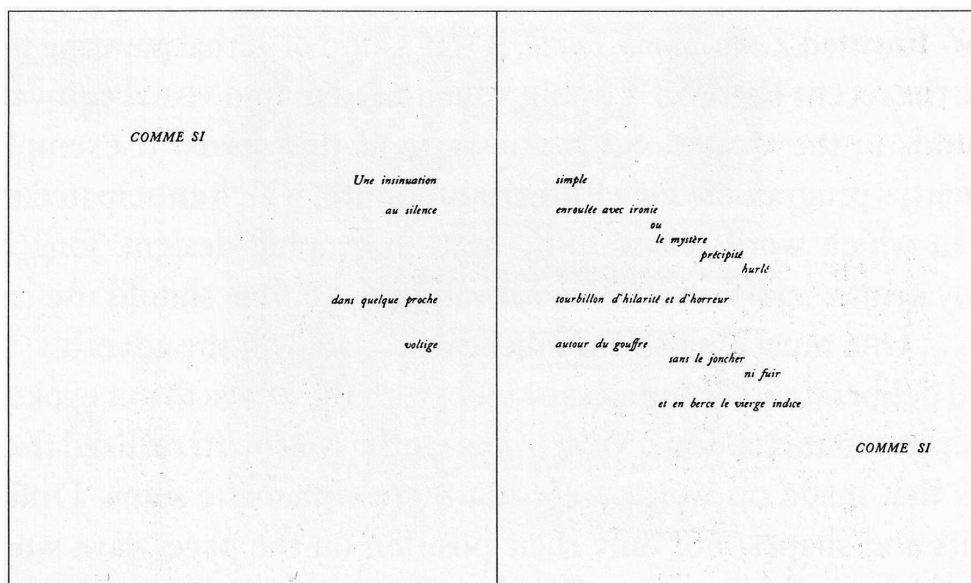 COMME SI
Une insinuation simple
au silence enroulée avec ironie
ou
le mystère
précipité
hurlé
dans quelque proche tourbillon d'hilarité et d'horreur
voltige autour du gouffre
sans le joncher
ni fuir
et en berce le vierge indice
COMME SI